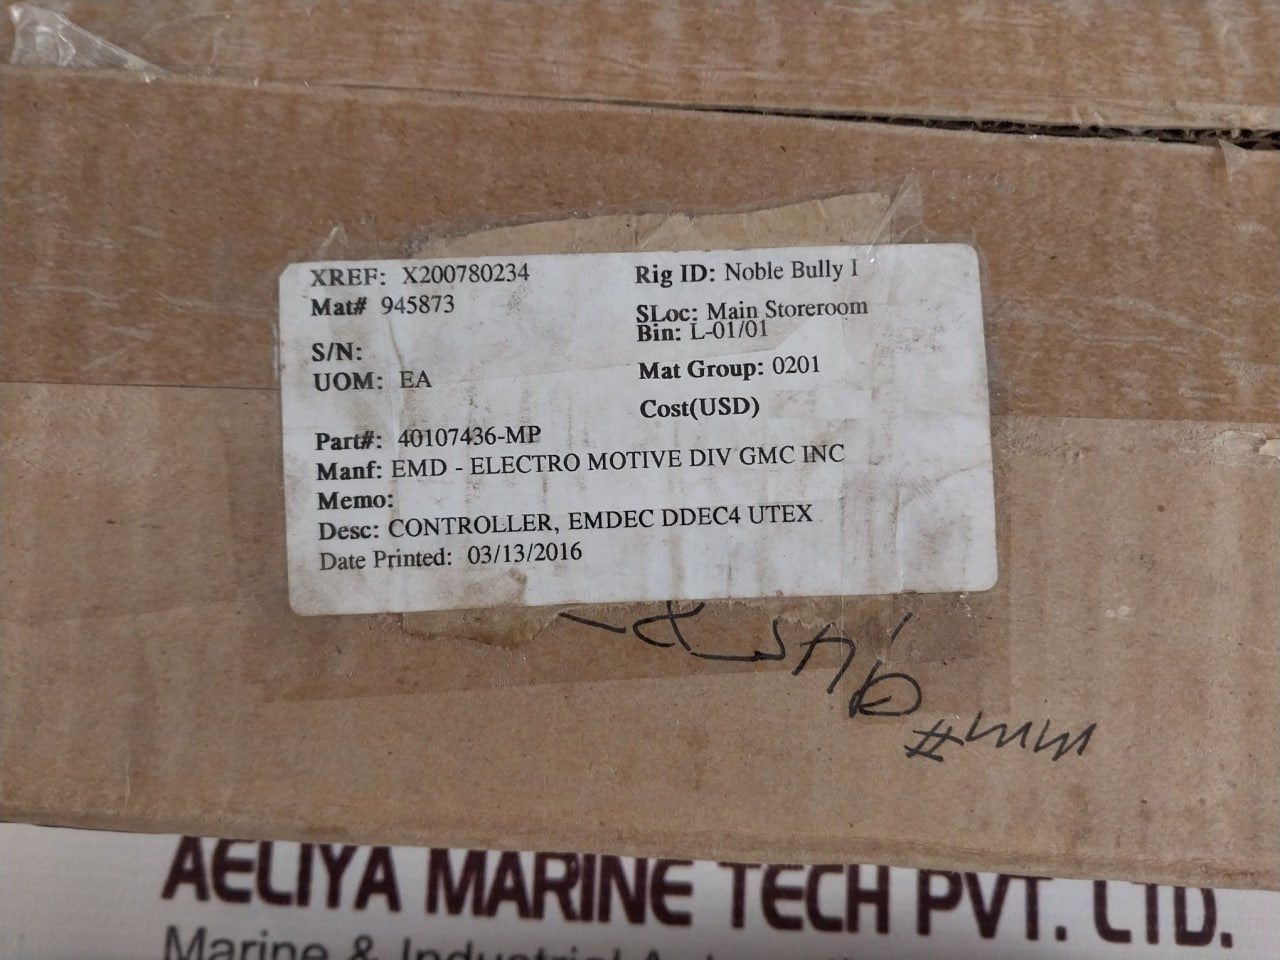 XREF: X200780234
Mat# 945873
S/N:
UOM: EA
Rig ID: Noble Bully I
SLoc: Main Storeroom
Bin: L-01/01
Mat Group: 0201
Cost(USD)
Part#: 40107436-MP
Manf: EMD - ELECTRO MOTIVE DIV GMC INC
Memo:
Desc: CONTROLLER, EMDEC DDEC4 UTEX
Date Printed: 03/13/2016
AELIYA MARINE TECH PVT. LTD.
Marine & Industrial